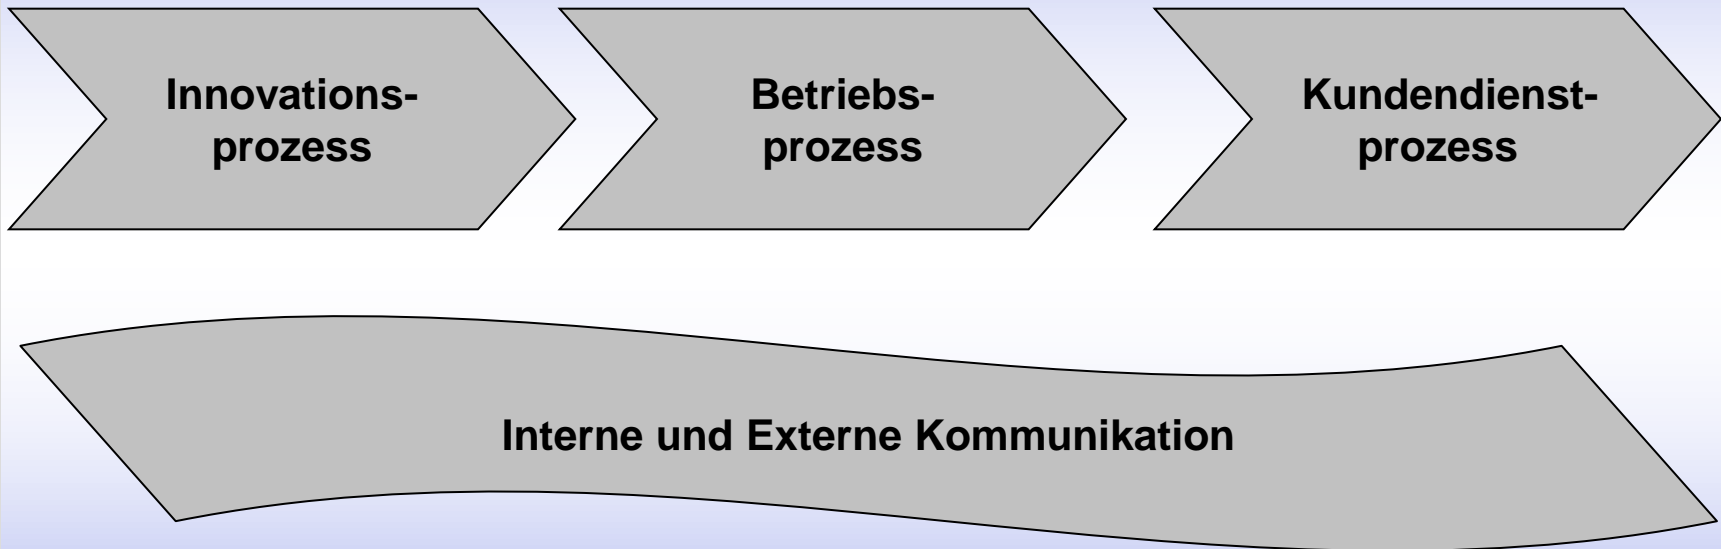 Innovations-
prozess
Betriebs-
prozess
Kundendienst-
prozess
Interne und Externe Kommunikation